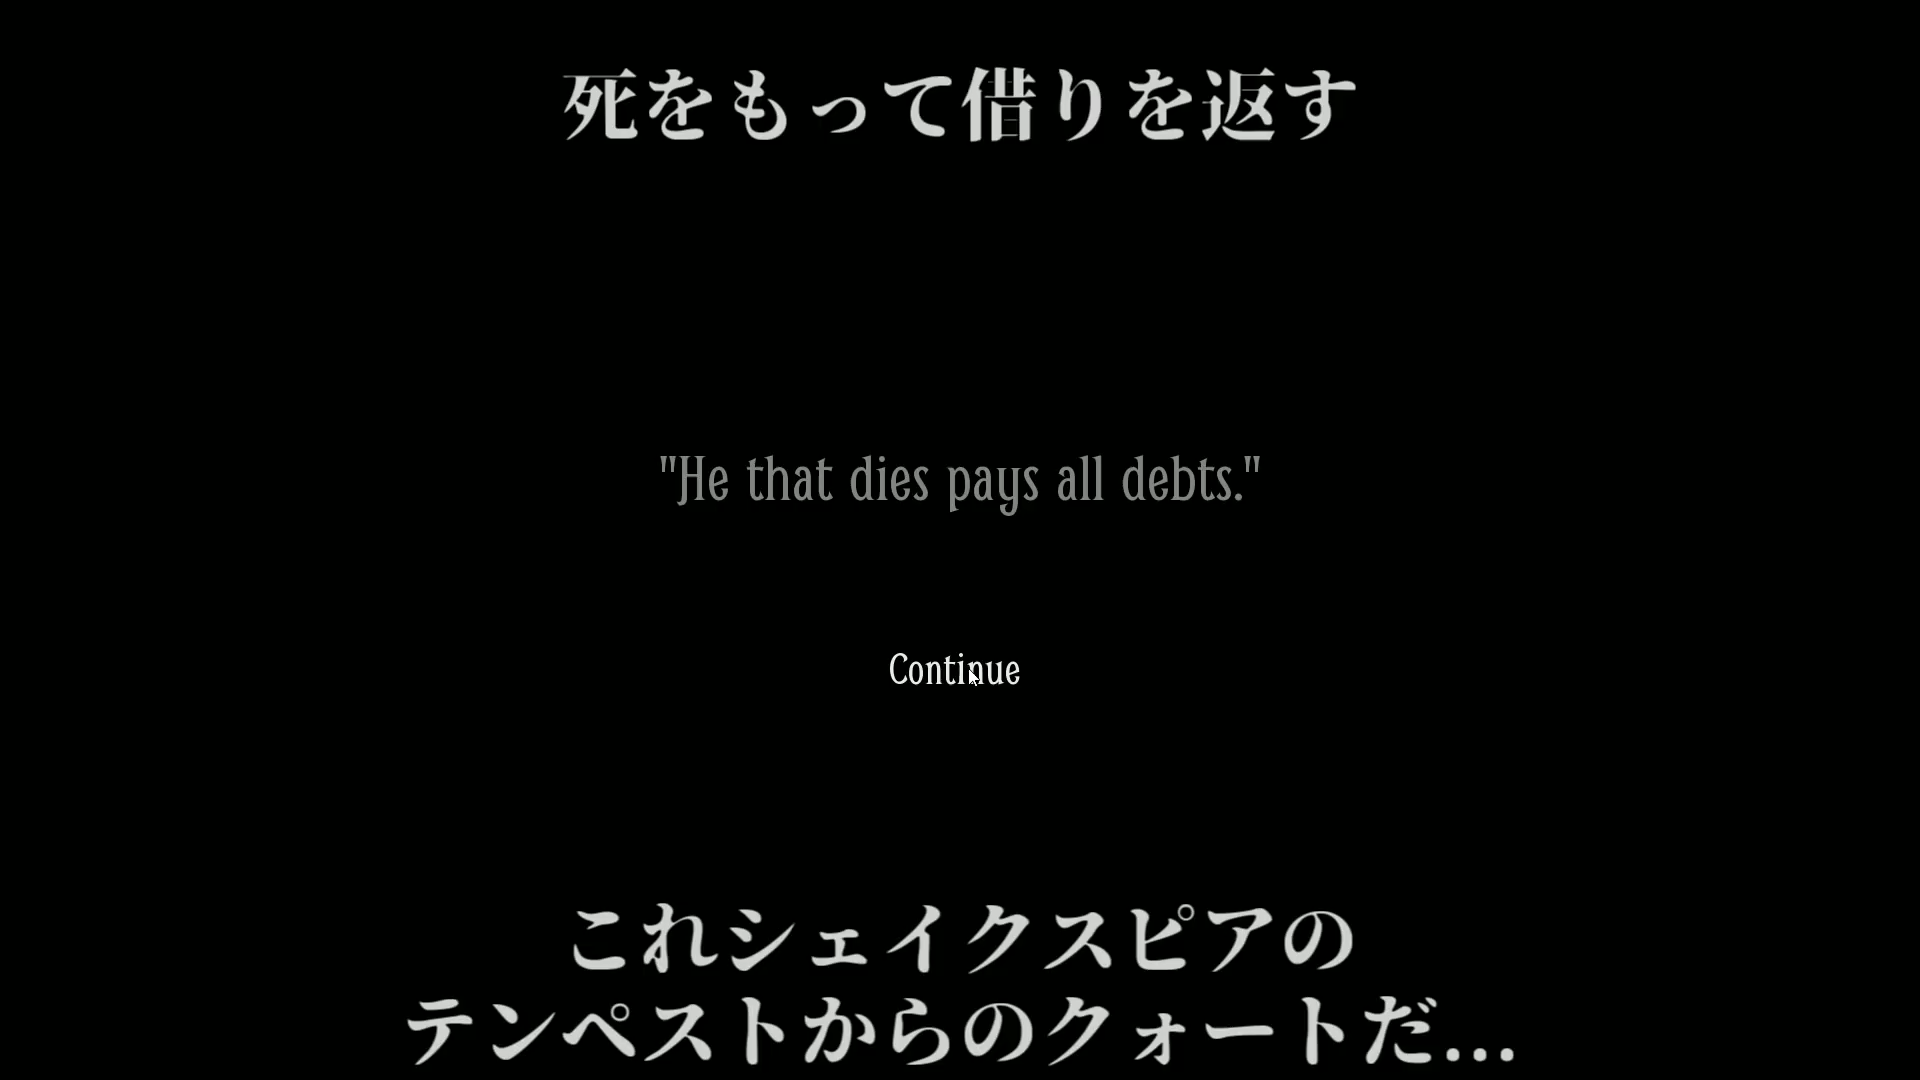 死をもって借りを返す
"He that dies pays all debts."
Continue
これシェイクスピアの
テンペストからのクォートだ...